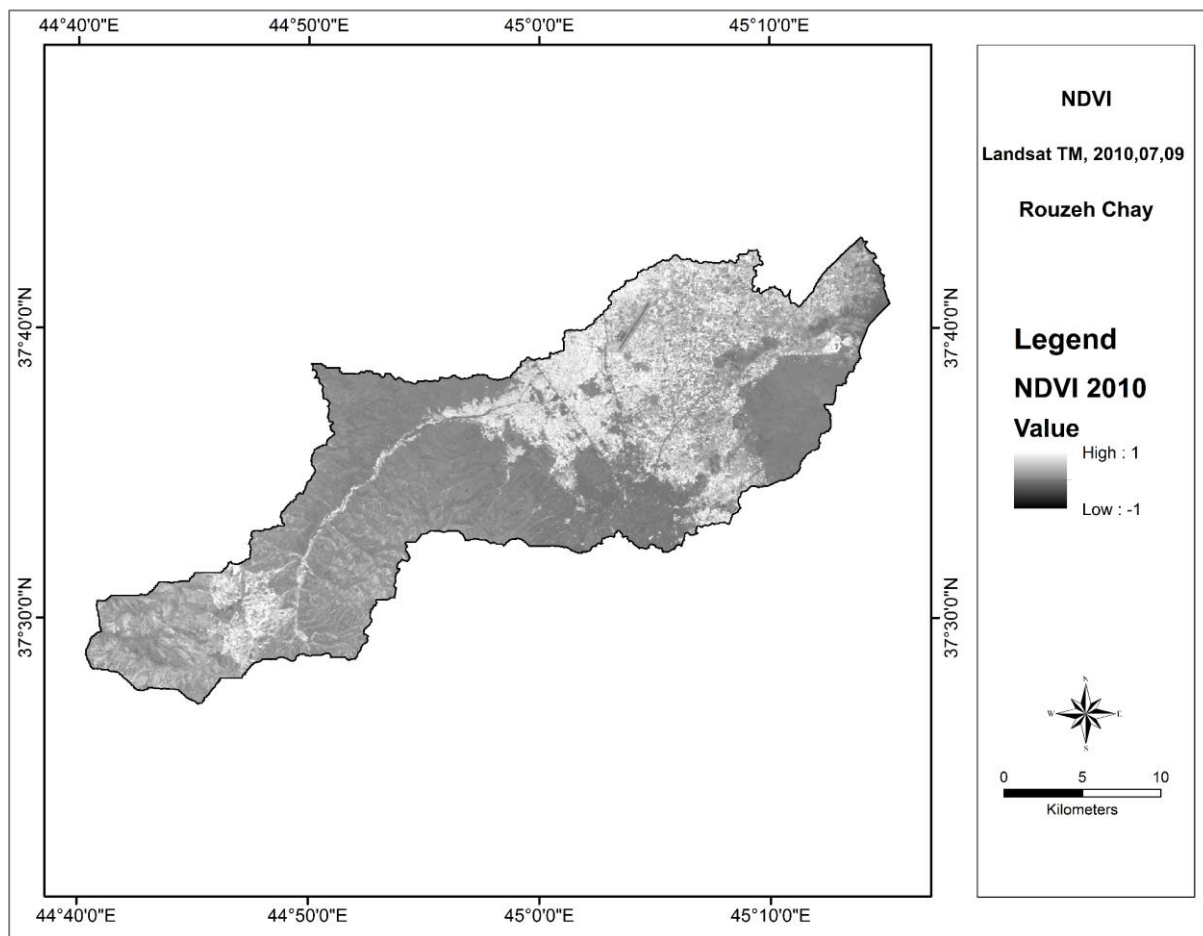 44°40'0"E 44°50'0"E 45°0'0"E 45°10'0"E
37°40'0"N 37°40'0"N
37°30'0"N 37°30'0"N
44°40'0"E 44°50'0"E 45°0'0"E 45°10'0"E
NDVI
Landsat TM, 2010,07,09
Rouzeh Chay
Legend
NDVI 2010
Value
High : 1
Low : -1
N
W E
S
0 5 10
Kilometers